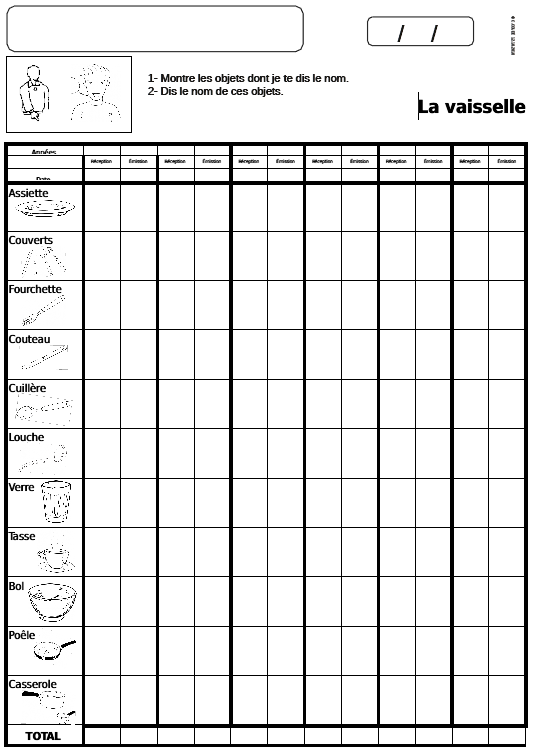 / /
1- Montre les objets dont je te dis le nom.
2- Dis le nom de ces objets.
La vaisselle
Années
Réception Émission Réception Émission Réception Émission Réception Émission Réception Émission Réception Émission
Date
Assiette
Couverts
Fourchette
Couteau
Cuillère
Louche
Verre
Tasse
Bol
Poêle
Casserole
TOTAL